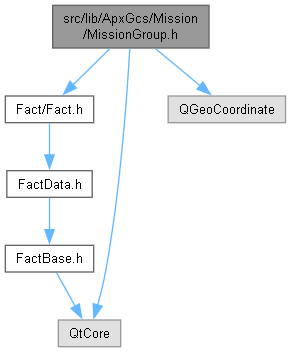 src/lib/ApxGcs/Mission
/MissionGroup.h
Fact/Fact.h
QGeoCoordinate
FactData.h
FactBase.h
QtCore